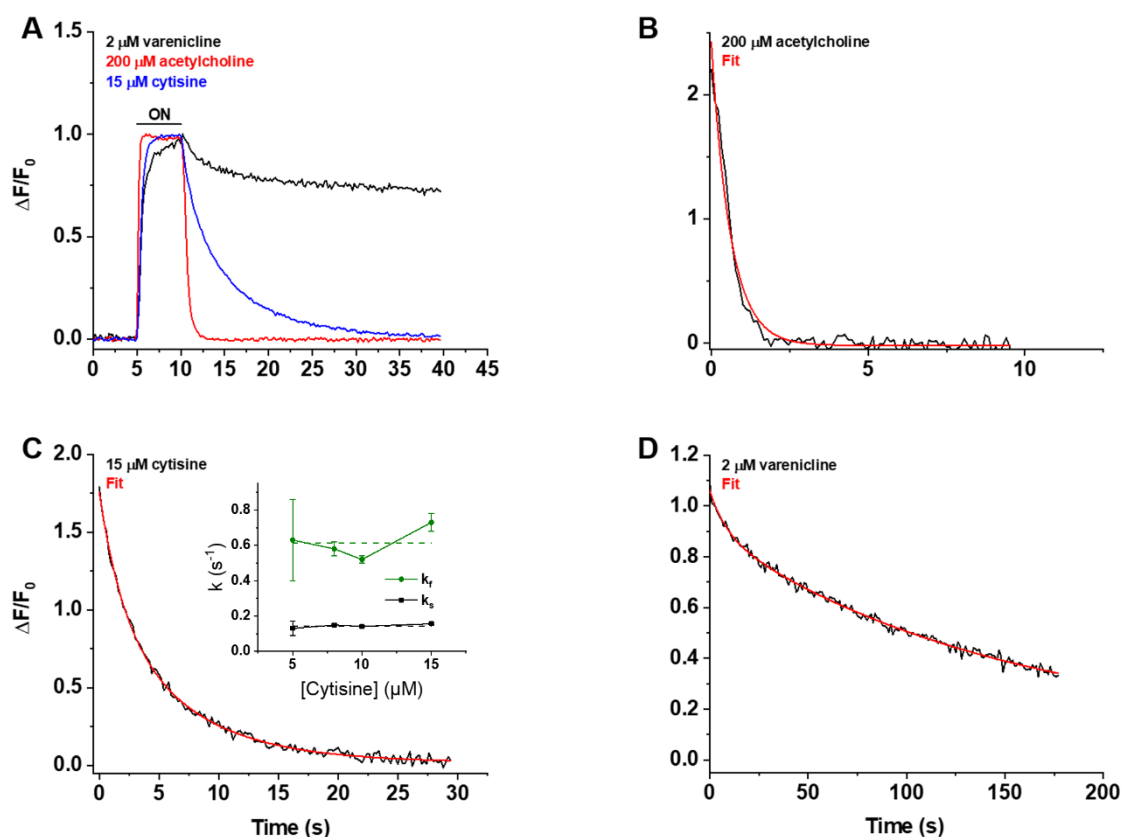 A
2 μM varenicline
200 μM acetylcholine
15 μM cytisine
ON
ΔF/F0
1.5
1.0
0.5
0.0
0 5 10 15 20 25 30 35 40 45
B
200 μM acetylcholine
Fit
2
1
0
0 5 10
C
15 μM cytisine
Fit
ΔF/F0
2.0
1.5
1.0
0.5
0.0
0 5 10 15 20 25 30
Time (s)
k (s-1)
0.8
0.6
0.4
0.2
0.0
kf
ks
5 10 15
[Cytisine] (μM)
D
2 μM varenicline
Fit
1.2
1.0
0.8
0.6
0.4
0.2
0.0
0 50 100 150 200
Time (s)